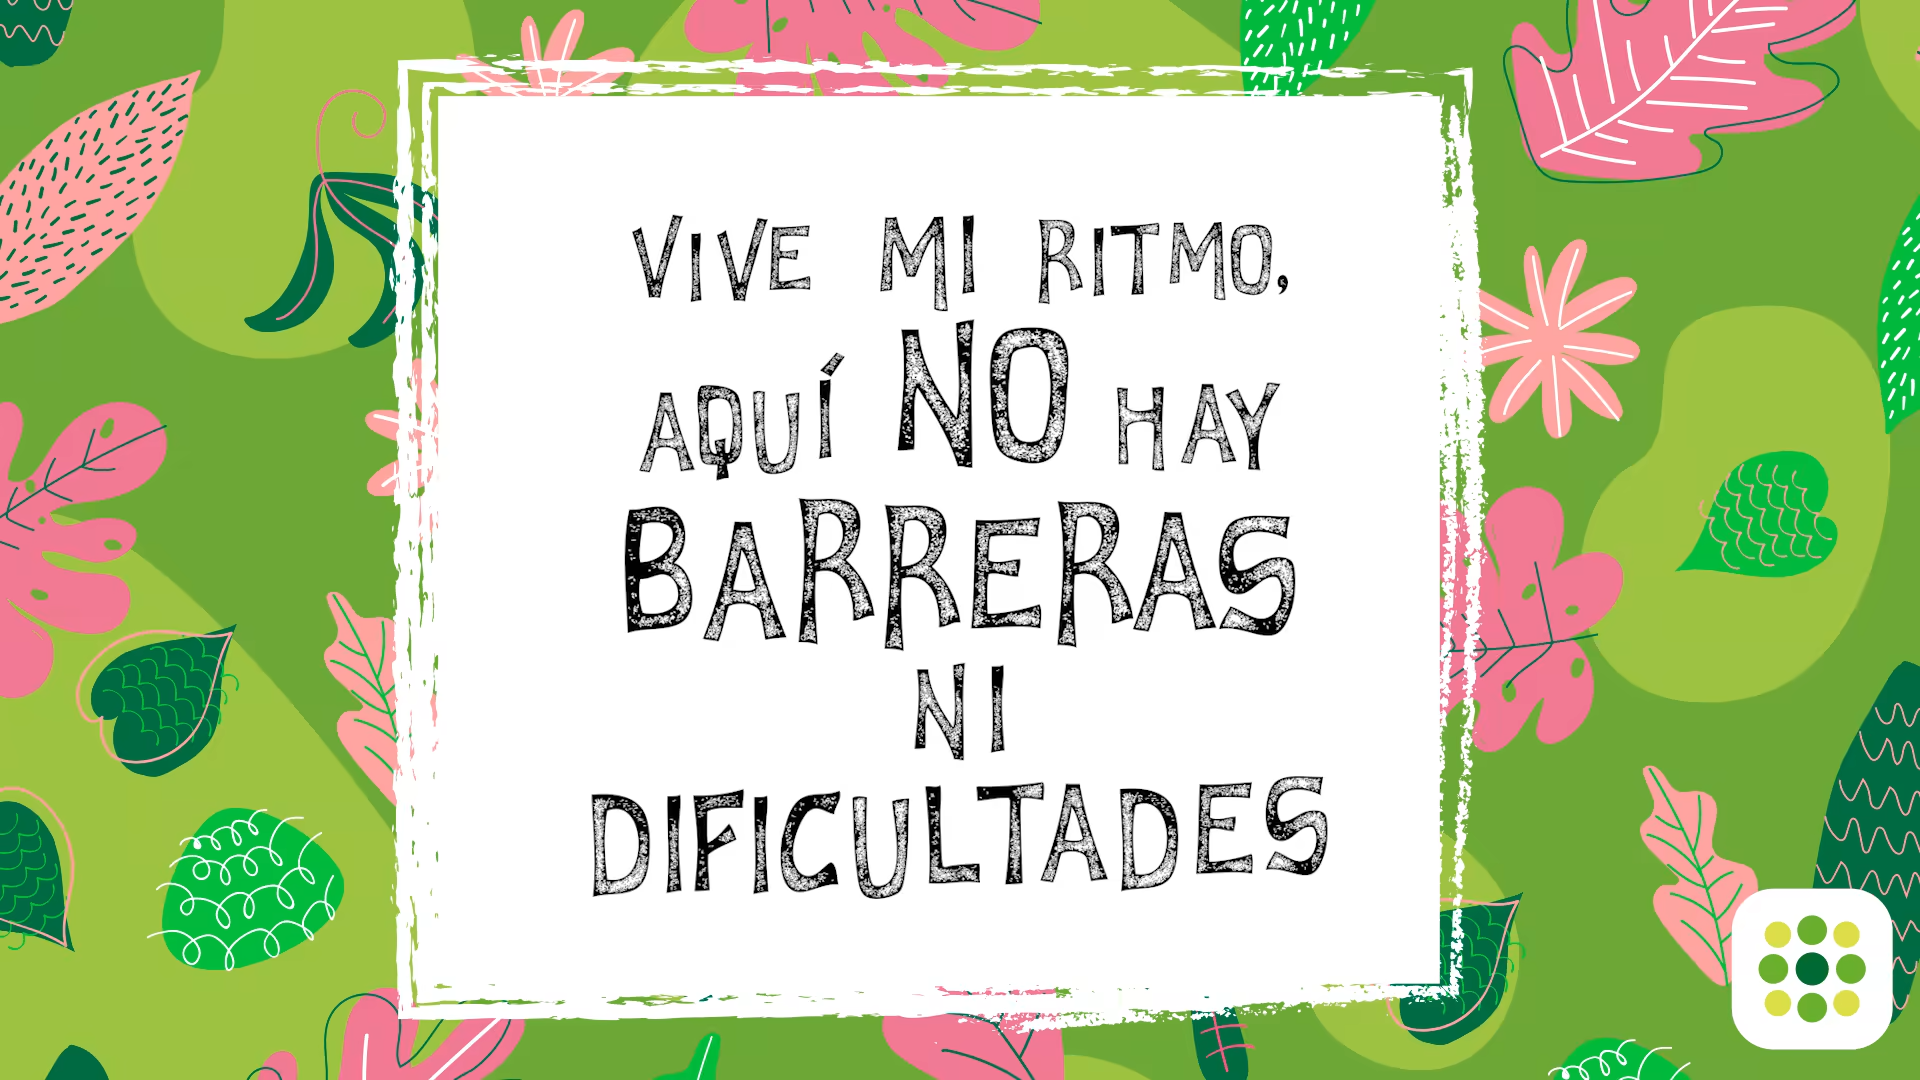 VIVE MI RITMO,
AQUÍ NO HAY
BARRERAS
NI
DIFICULTADES